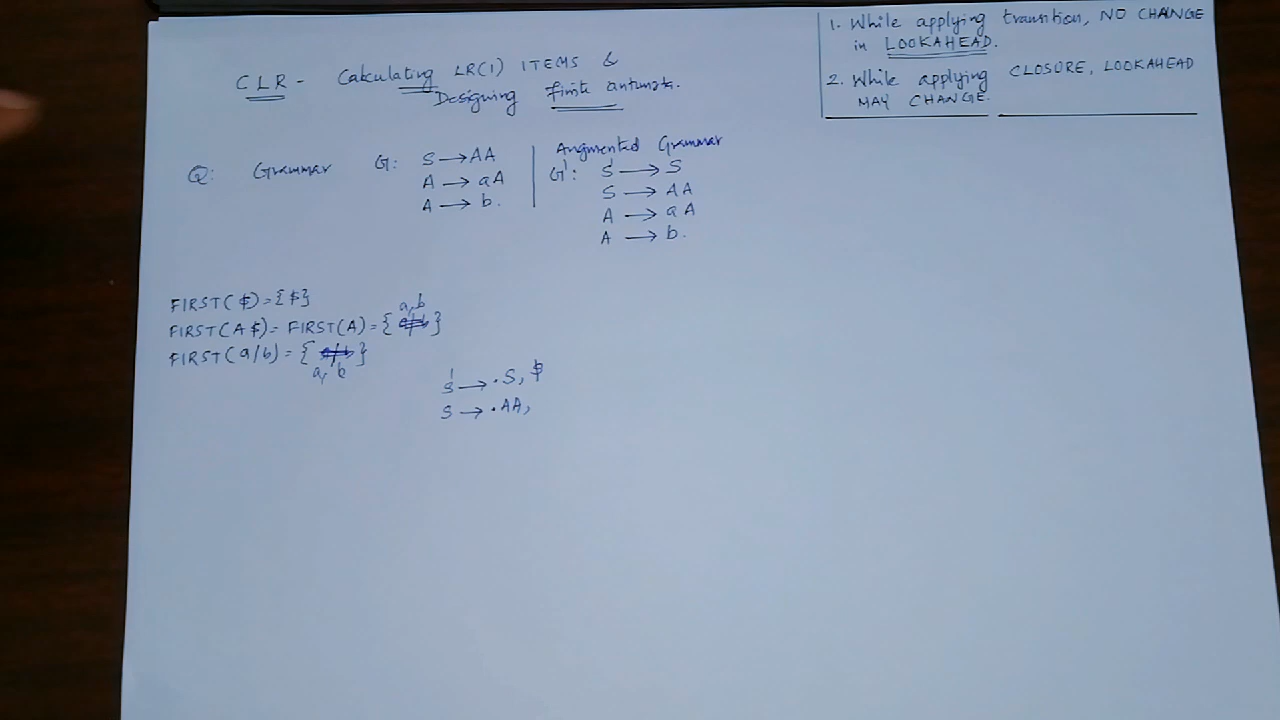 1. While applying transition, NO CHANGE
in LOOKAHEAD.
2. While applying CLOSURE, LOOKAHEAD
MAY CHANGE.
CLR - Calculating LR(1) ITEMS &
Designing finite automata.
Q: Grammar G: S → AA
A → aA
A → b.
Augmented Grammar
G': S' → S
S → AA
A → aA
A → b.
FIRST($) = {$}
FIRST(A$) = FIRST(A) = {a, b}
FIRST(a/b) = {a, b}
S' → .S, $
S → .AA,